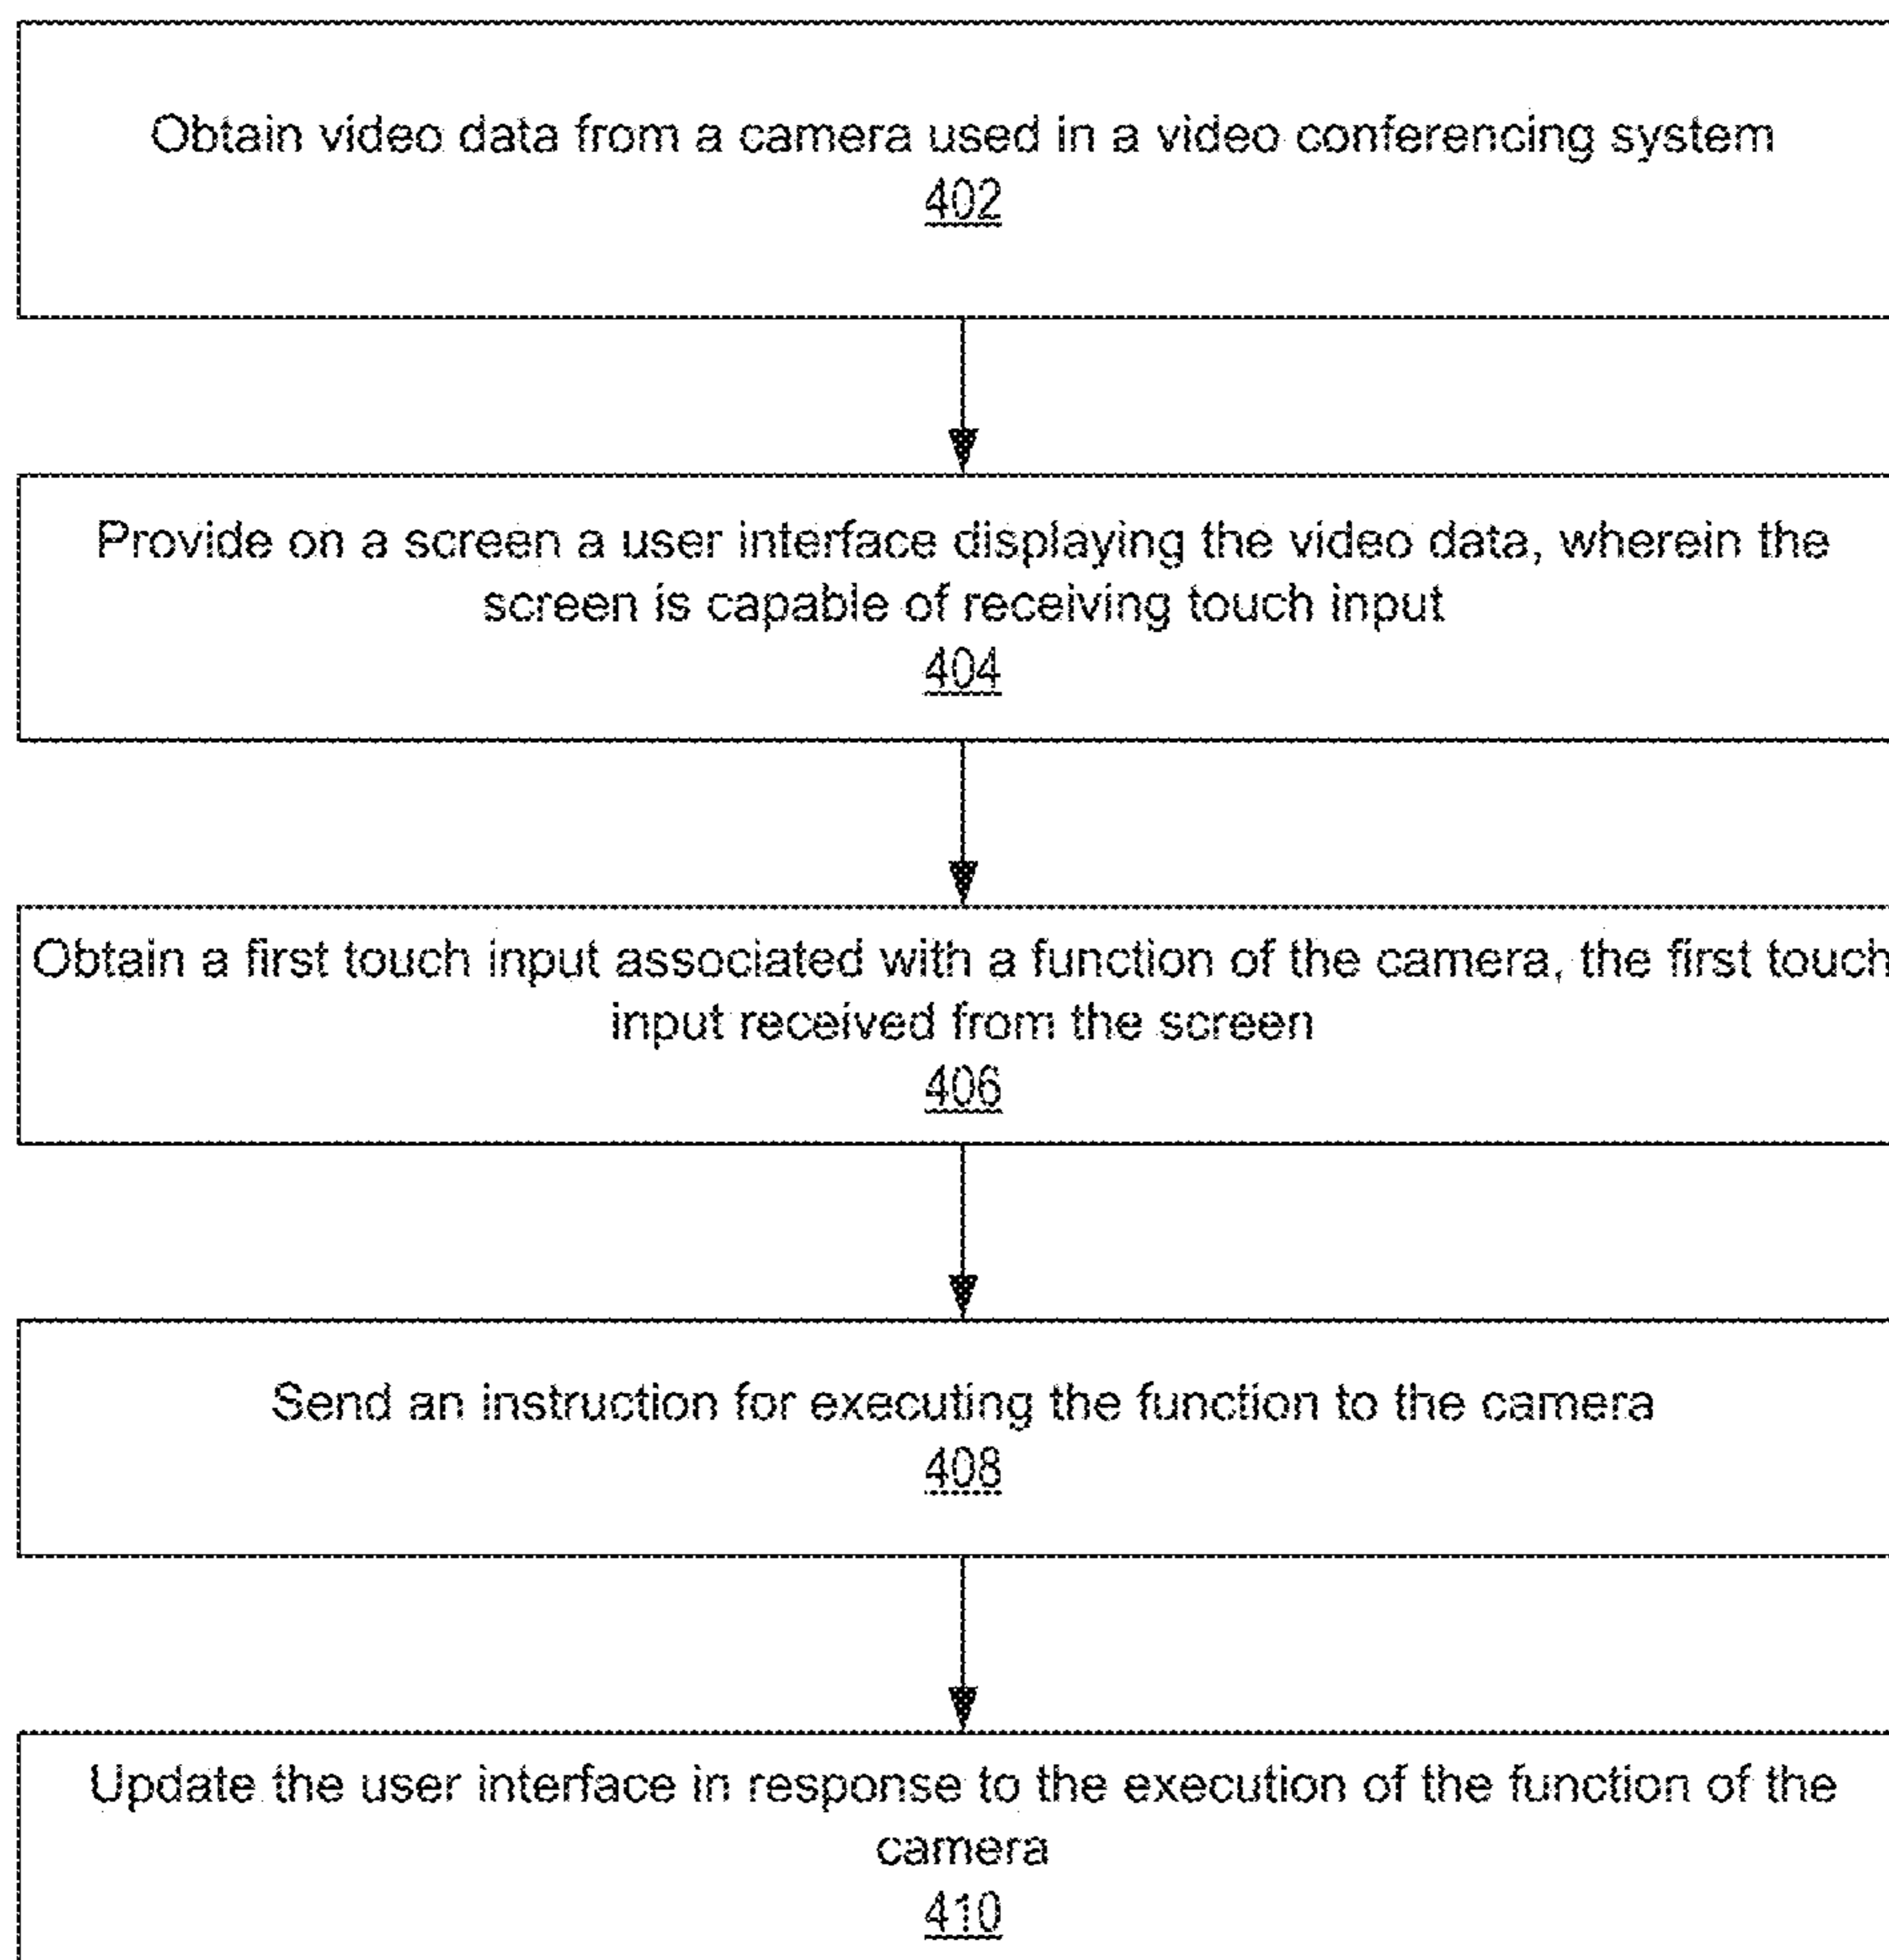 Obtain video data from a camera used in a video conferencing system
402
Provide on a screen a user interface displaying the video data, wherein the
screen is capable of receiving touch input
404
Obtain a first touch input associated with a function of the camera, the first touch
input received from the screen
406
Send an instruction for executing the function to the camera
408
Update the user interface in response to the execution of the function of the
camera
410